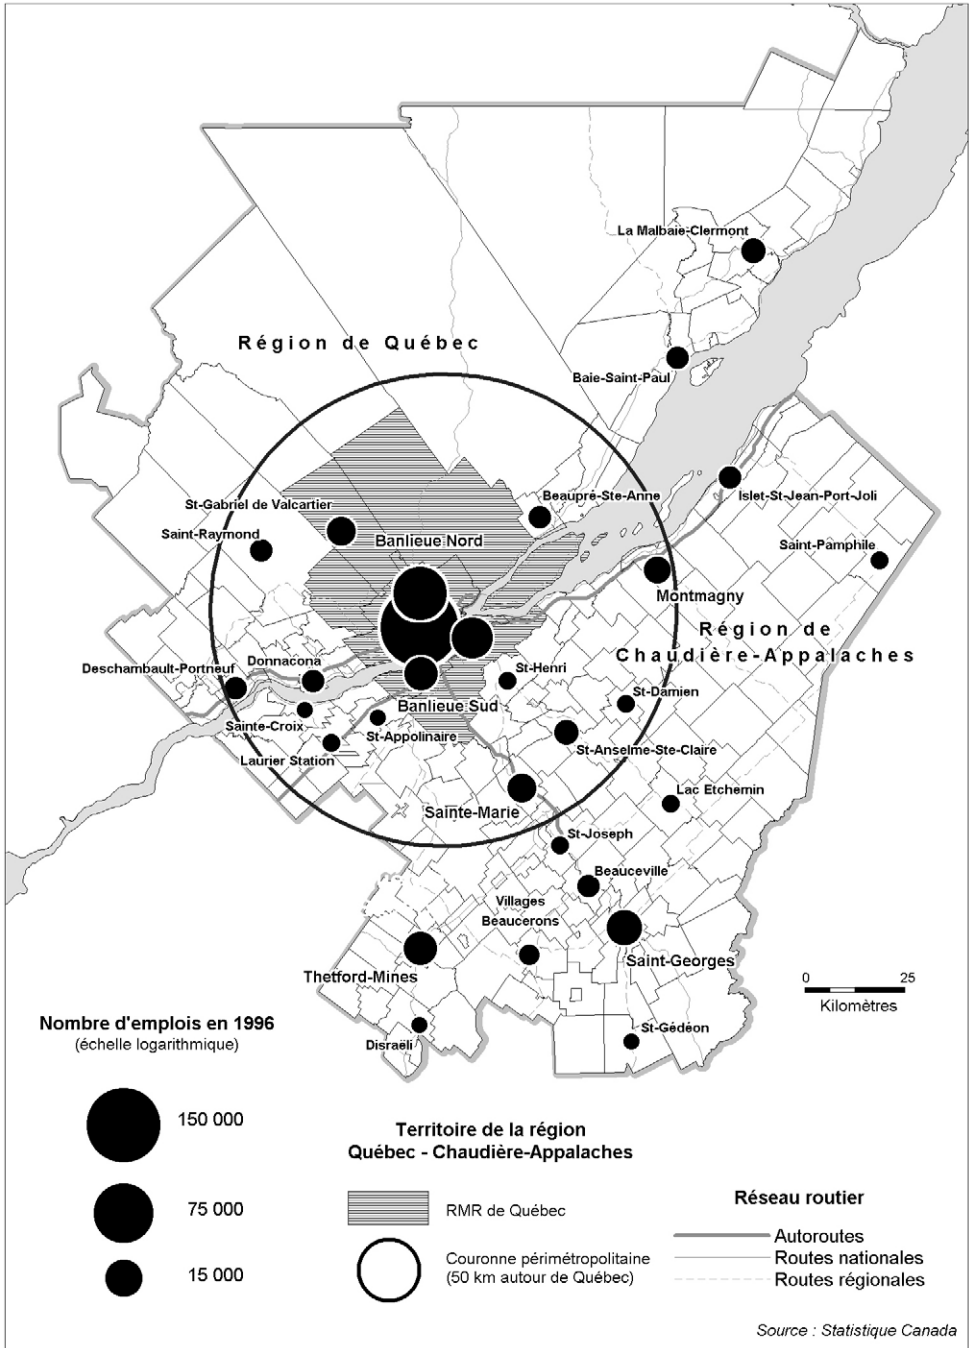 La Malbaie-Clermont
Région de Québec
Baie-Saint-Paul
Beaupré-Ste-Anne
Islet-St-Jean-Port-Joli
St-Gabriel de Valcartier
Saint-Raymond
Banlieue Nord
Saint-Pamphile
Montmagny
Région de
Chaudière-Appalaches
Deschambault-Portneuf
Donnacona
St-Henri
St-Damien
Banlieue Sud
Sainte-Croix
St-Appolinaire
St-Anselme-Ste-Claire
Laurier Station
Lac Etchemin
Sainte-Marie
St-Joseph
Beauceville
Villages
Beaucerons
Saint-Georges
Thetford-Mines
0 25
Kilomètres
St-Gédéon
Disraëli
Nombre d'emplois en 1996
(échelle logarithmique)
150 000
75 000
15 000
Territoire de la région
Québec - Chaudière-Appalaches
RMR de Québec
Couronne périmétropolitaine
(50 km autour de Québec)
Réseau routier
Autoroutes
Routes nationales
Routes régionales
Source : Statistique Canada